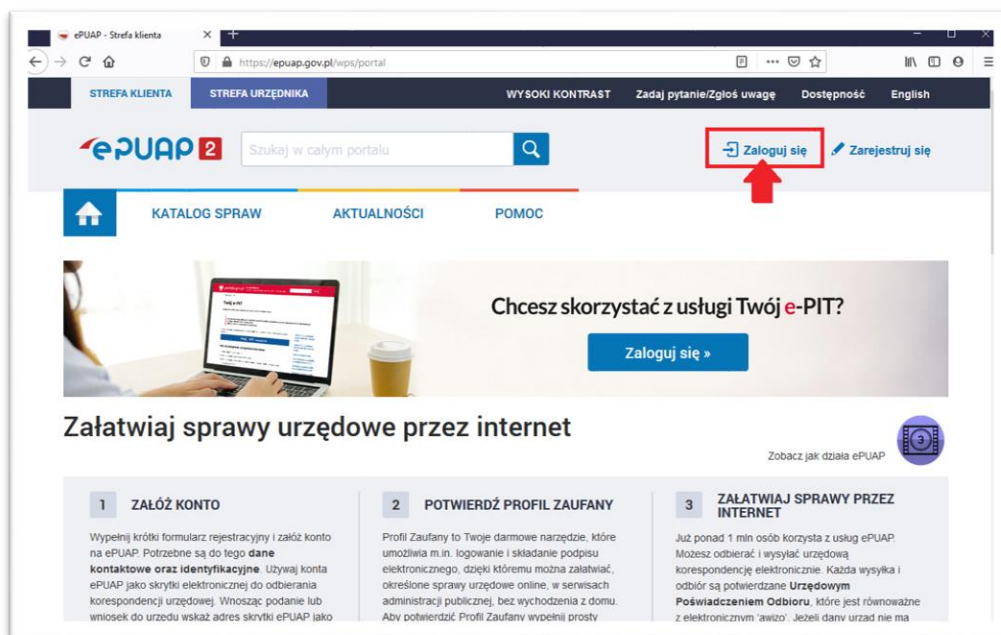 ePUAP - Strefa klienta
https://epuap.gov.pl/wps/portal
STREFA KLIENTA STREFA URZĘDNIKA WYSOKI KONTRAST Zadaj pytanie/Zgłoś uwagę Dostępność English
ePUAP 2 Szukaj w całym portalu Zaloguj się Zarejestruj się
KATALOG SPRAW AKTUALNOŚCI POMOC
Chcesz skorzystać z usługi Twój e-PIT?
Zaloguj się »
Załatwiaj sprawy urzędowe przez internet
3
Zobacz jak działa ePUAP
1 ZAŁÓŻ KONTO
Wypełnij krótki formularz rejestracyjny i załóż konto
na ePUAP. Potrzebne są do tego dane
kontaktowe oraz identyfikacyjne. Używaj konta
ePUAP jako skrytki elektronicznej do odbierania
korespondencji urzędowej. Wnosząc podanie lub
wniosek do urzędu wskaż adres skrytki ePUAP jako
2 POTWIERDŹ PROFIL ZAUFANY
Profil Zaufany to Twoje darmowe narzędzie, które
umożliwia m.in. logowanie i składanie podpisu
elektronicznego, dzięki któremu można załatwiać,
określone sprawy urzędowe online, w serwisach
administracji publicznej, bez wychodzenia z domu.
Aby potwierdzić Profil Zaufany wypełnij prosty
3 ZAŁATWIAJ SPRAWY PRZEZ
INTERNET
Już ponad 1 mln osób korzysta z usług ePUAP.
Możesz odbierać i wysyłać urzędową
korespondencję elektronicznie. Każda wysyłka i
odbiór są potwierdzane Urzędowym
Poświadczeniem Odbioru, które jest równoważne
z elektronicznym 'awizo'. Jeżeli dany urząd nie ma